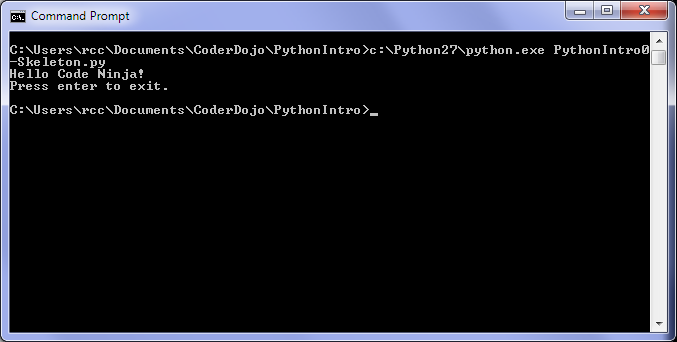 Command Prompt
C:\Users\rcc\Documents\CoderDojo\PythonIntro>c:\Python27\python.exe PythonIntro0
-Skeleton.py
Hello Code Ninja!
Press enter to exit.
C:\Users\rcc\Documents\CoderDojo\PythonIntro>_